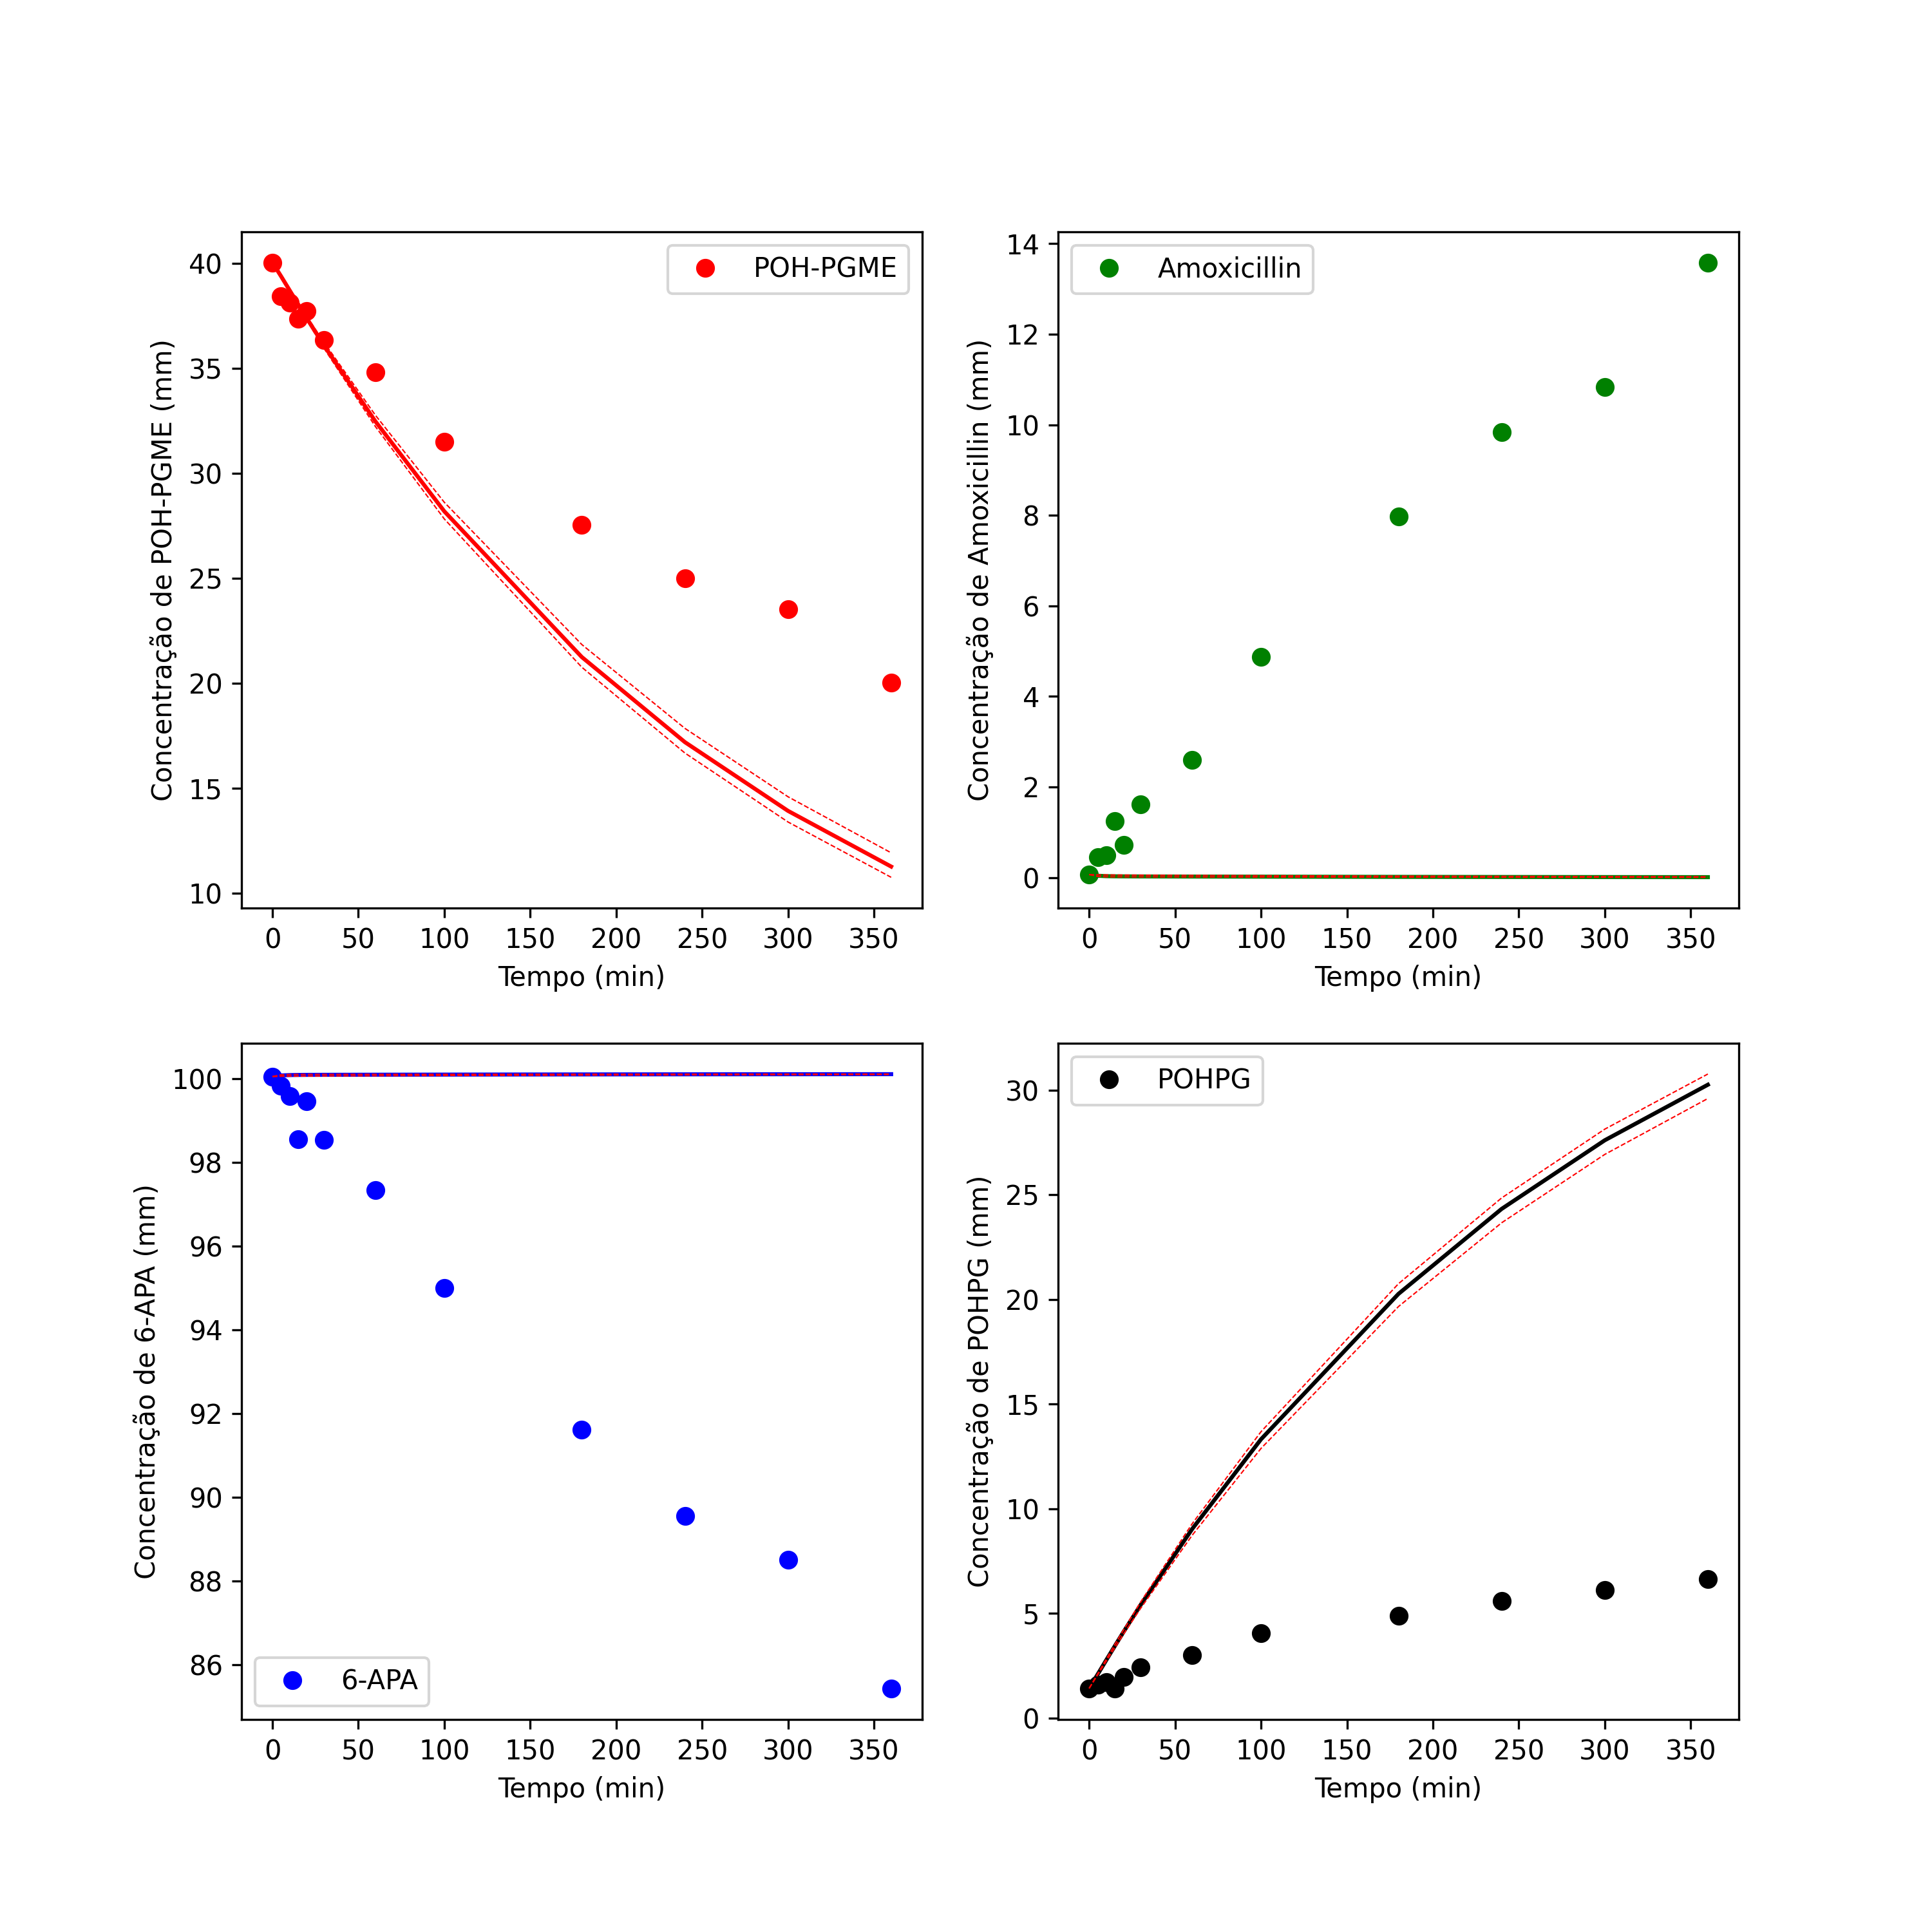 POH-PGME
Concentração de POH-PGME (mm)
40
35
30
25
20
15
10
0 50 100 150 200 250 300 350
Tempo (min)
Amoxicillin
Concentração de Amoxicillin (mm)
14
12
10
8
6
4
2
0
0 50 100 150 200 250 300 350
Tempo (min)
6-APA
Concentração de 6-APA (mm)
100
98
96
94
92
90
88
86
0 50 100 150 200 250 300 350
Tempo (min)
POHPG
Concentração de POHPG (mm)
30
25
20
15
10
5
0
0 50 100 150 200 250 300 350
Tempo (min)